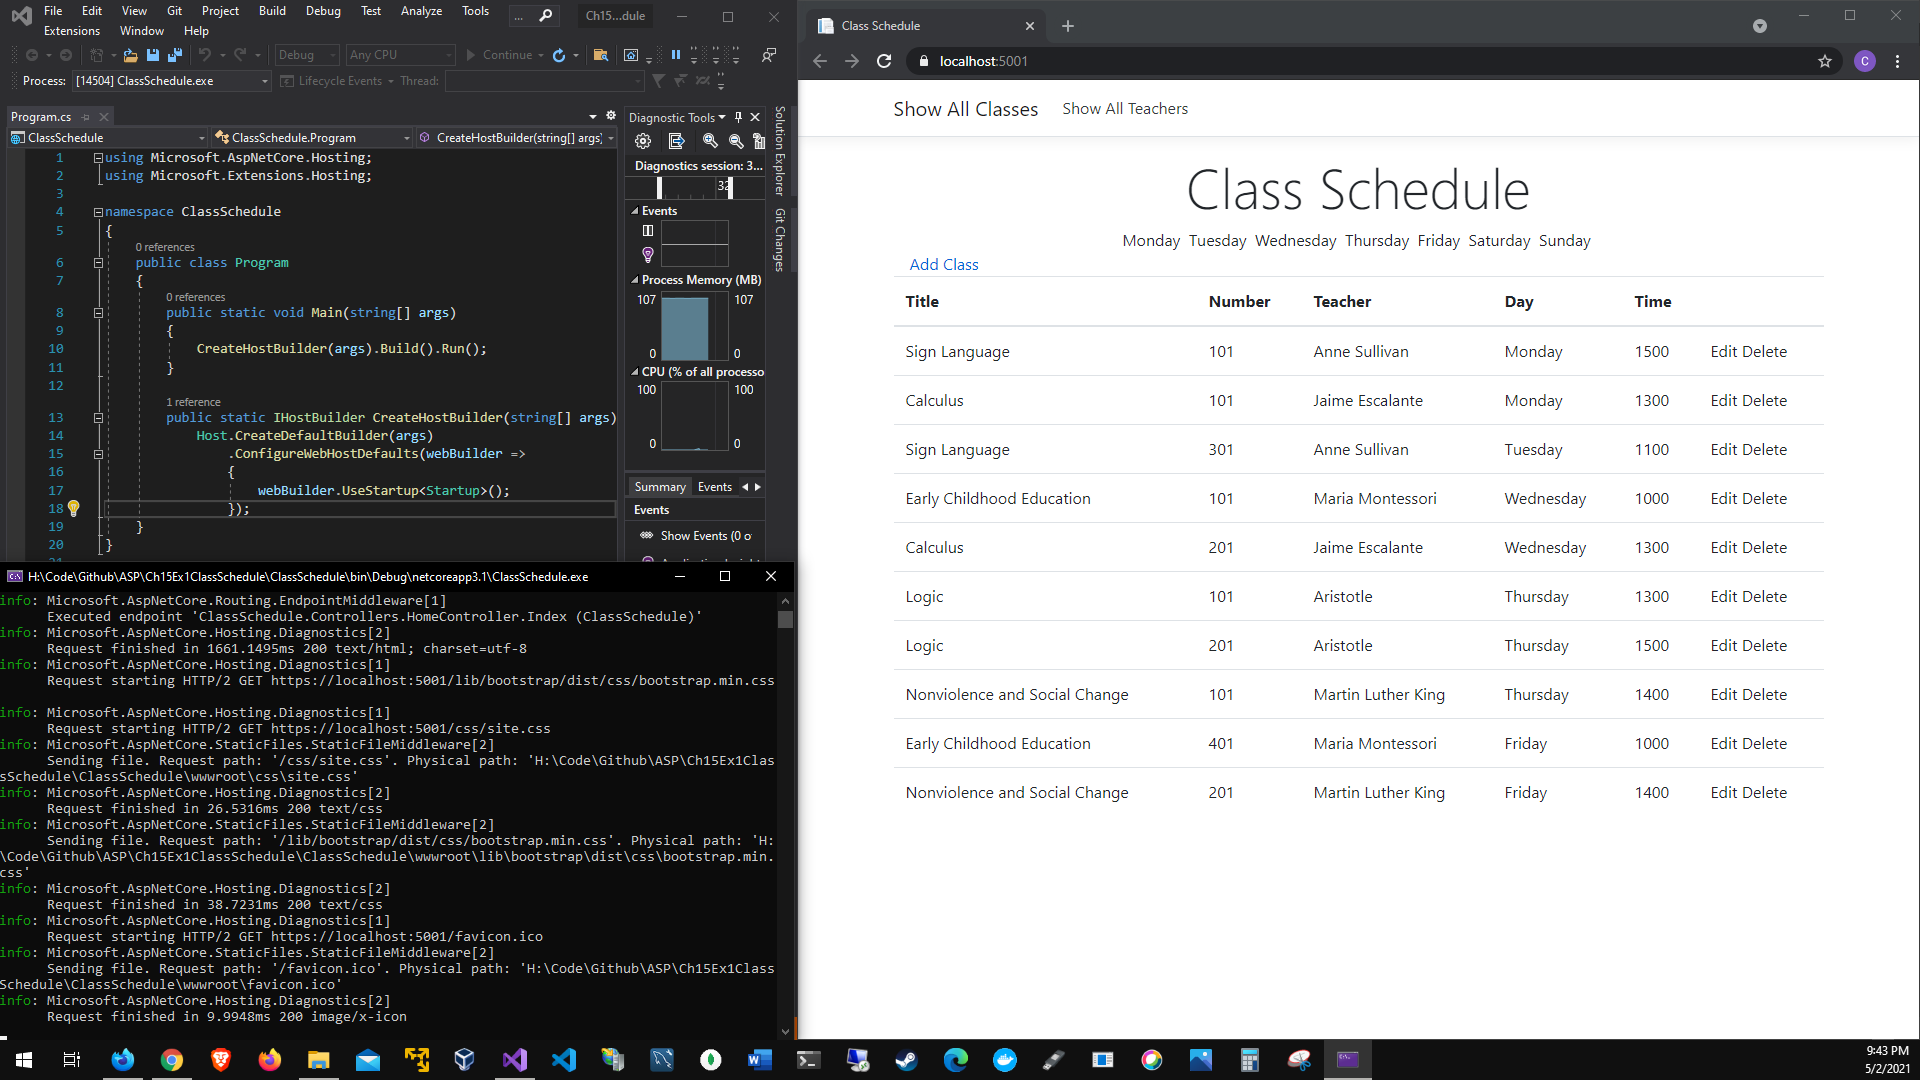 File Edit View Git Project Build Debug Test Analyze Tools ... Ch15...dule
Extensions Window Help
Debug Any CPU Continue
Process: [14504] ClassSchedule.exe Lifecycle Events Thread:
Program.cs
ClassSchedule ClassSchedule.Program CreateHostBuilder(string[] args)
1 using Microsoft.AspNetCore.Hosting;
2 using Microsoft.Extensions.Hosting;
3
4 namespace ClassSchedule
5 {
0 references
6 public class Program
7 {
0 references
8 public static void Main(string[] args)
9 {
10 CreateHostBuilder(args).Build().Run();
11 }
12
1 reference
13 public static IHostBuilder CreateHostBuilder(string[] args)
14 Host.CreateDefaultBuilder(args)
15 .ConfigureWebHostDefaults(webBuilder =>
16 {
17 webBuilder.UseStartup<Startup>();
18 });
19 }
20 }
Diagnostic Tools
Diagnostics session: 3...
32
Events
Process Memory (MB)
107 107
0 0
CPU (% of all processo
100 100
0 0
Summary Events
Events
Show Events (0 o
Solution Explorer
Git Changes
H:\Code\Github\ASP\Ch15Ex1ClassSchedule\ClassSchedule\bin\Debug\netcoreapp3.1\ClassSchedule.exe
info: Microsoft.AspNetCore.Routing.EndpointMiddleware[1]
Executed endpoint 'ClassSchedule.Controllers.HomeController.Index (ClassSchedule)'
info: Microsoft.AspNetCore.Hosting.Diagnostics[2]
Request finished in 1661.1495ms 200 text/html; charset=utf-8
info: Microsoft.AspNetCore.Hosting.Diagnostics[1]
Request starting HTTP/2 GET https://localhost:5001/lib/bootstrap/dist/css/bootstrap.min.css
info: Microsoft.AspNetCore.Hosting.Diagnostics[1]
Request starting HTTP/2 GET https://localhost:5001/css/site.css
info: Microsoft.AspNetCore.StaticFiles.StaticFileMiddleware[2]
Sending file. Request path: '/css/site.css'. Physical path: 'H:\Code\Github\ASP\Ch15Ex1Clas
sSchedule\ClassSchedule\wwwroot\css\site.css'
info: Microsoft.AspNetCore.Hosting.Diagnostics[2]
Request finished in 26.5316ms 200 text/css
info: Microsoft.AspNetCore.StaticFiles.StaticFileMiddleware[2]
Sending file. Request path: '/lib/bootstrap/dist/css/bootstrap.min.css'. Physical path: 'H:
\Code\Github\ASP\Ch15Ex1ClassSchedule\ClassSchedule\wwwroot\lib\bootstrap\dist\css\bootstrap.min.
css'
info: Microsoft.AspNetCore.Hosting.Diagnostics[2]
Request finished in 38.7231ms 200 text/css
info: Microsoft.AspNetCore.Hosting.Diagnostics[1]
Request starting HTTP/2 GET https://localhost:5001/favicon.ico
info: Microsoft.AspNetCore.StaticFiles.StaticFileMiddleware[2]
Sending file. Request path: '/favicon.ico'. Physical path: 'H:\Code\Github\ASP\Ch15Ex1Class
Schedule\ClassSchedule\wwwroot\favicon.ico'
info: Microsoft.AspNetCore.Hosting.Diagnostics[2]
Request finished in 9.9948ms 200 image/x-icon
Class Schedule
localhost:5001 C
Show All Classes Show All Teachers
Class Schedule
Monday Tuesday Wednesday Thursday Friday Saturday Sunday
Add Class
Title Number Teacher Day Time
Sign Language 101 Anne Sullivan Monday 1500 Edit Delete
Calculus 101 Jaime Escalante Monday 1300 Edit Delete
Sign Language 301 Anne Sullivan Tuesday 1100 Edit Delete
Early Childhood Education 101 Maria Montessori Wednesday 1000 Edit Delete
Calculus 201 Jaime Escalante Wednesday 1300 Edit Delete
Logic 101 Aristotle Thursday 1300 Edit Delete
Logic 201 Aristotle Thursday 1500 Edit Delete
Nonviolence and Social Change 101 Martin Luther King Thursday 1400 Edit Delete
Early Childhood Education 401 Maria Montessori Friday 1000 Edit Delete
Nonviolence and Social Change 201 Martin Luther King Friday 1400 Edit Delete
9:43 PM
5/2/2021